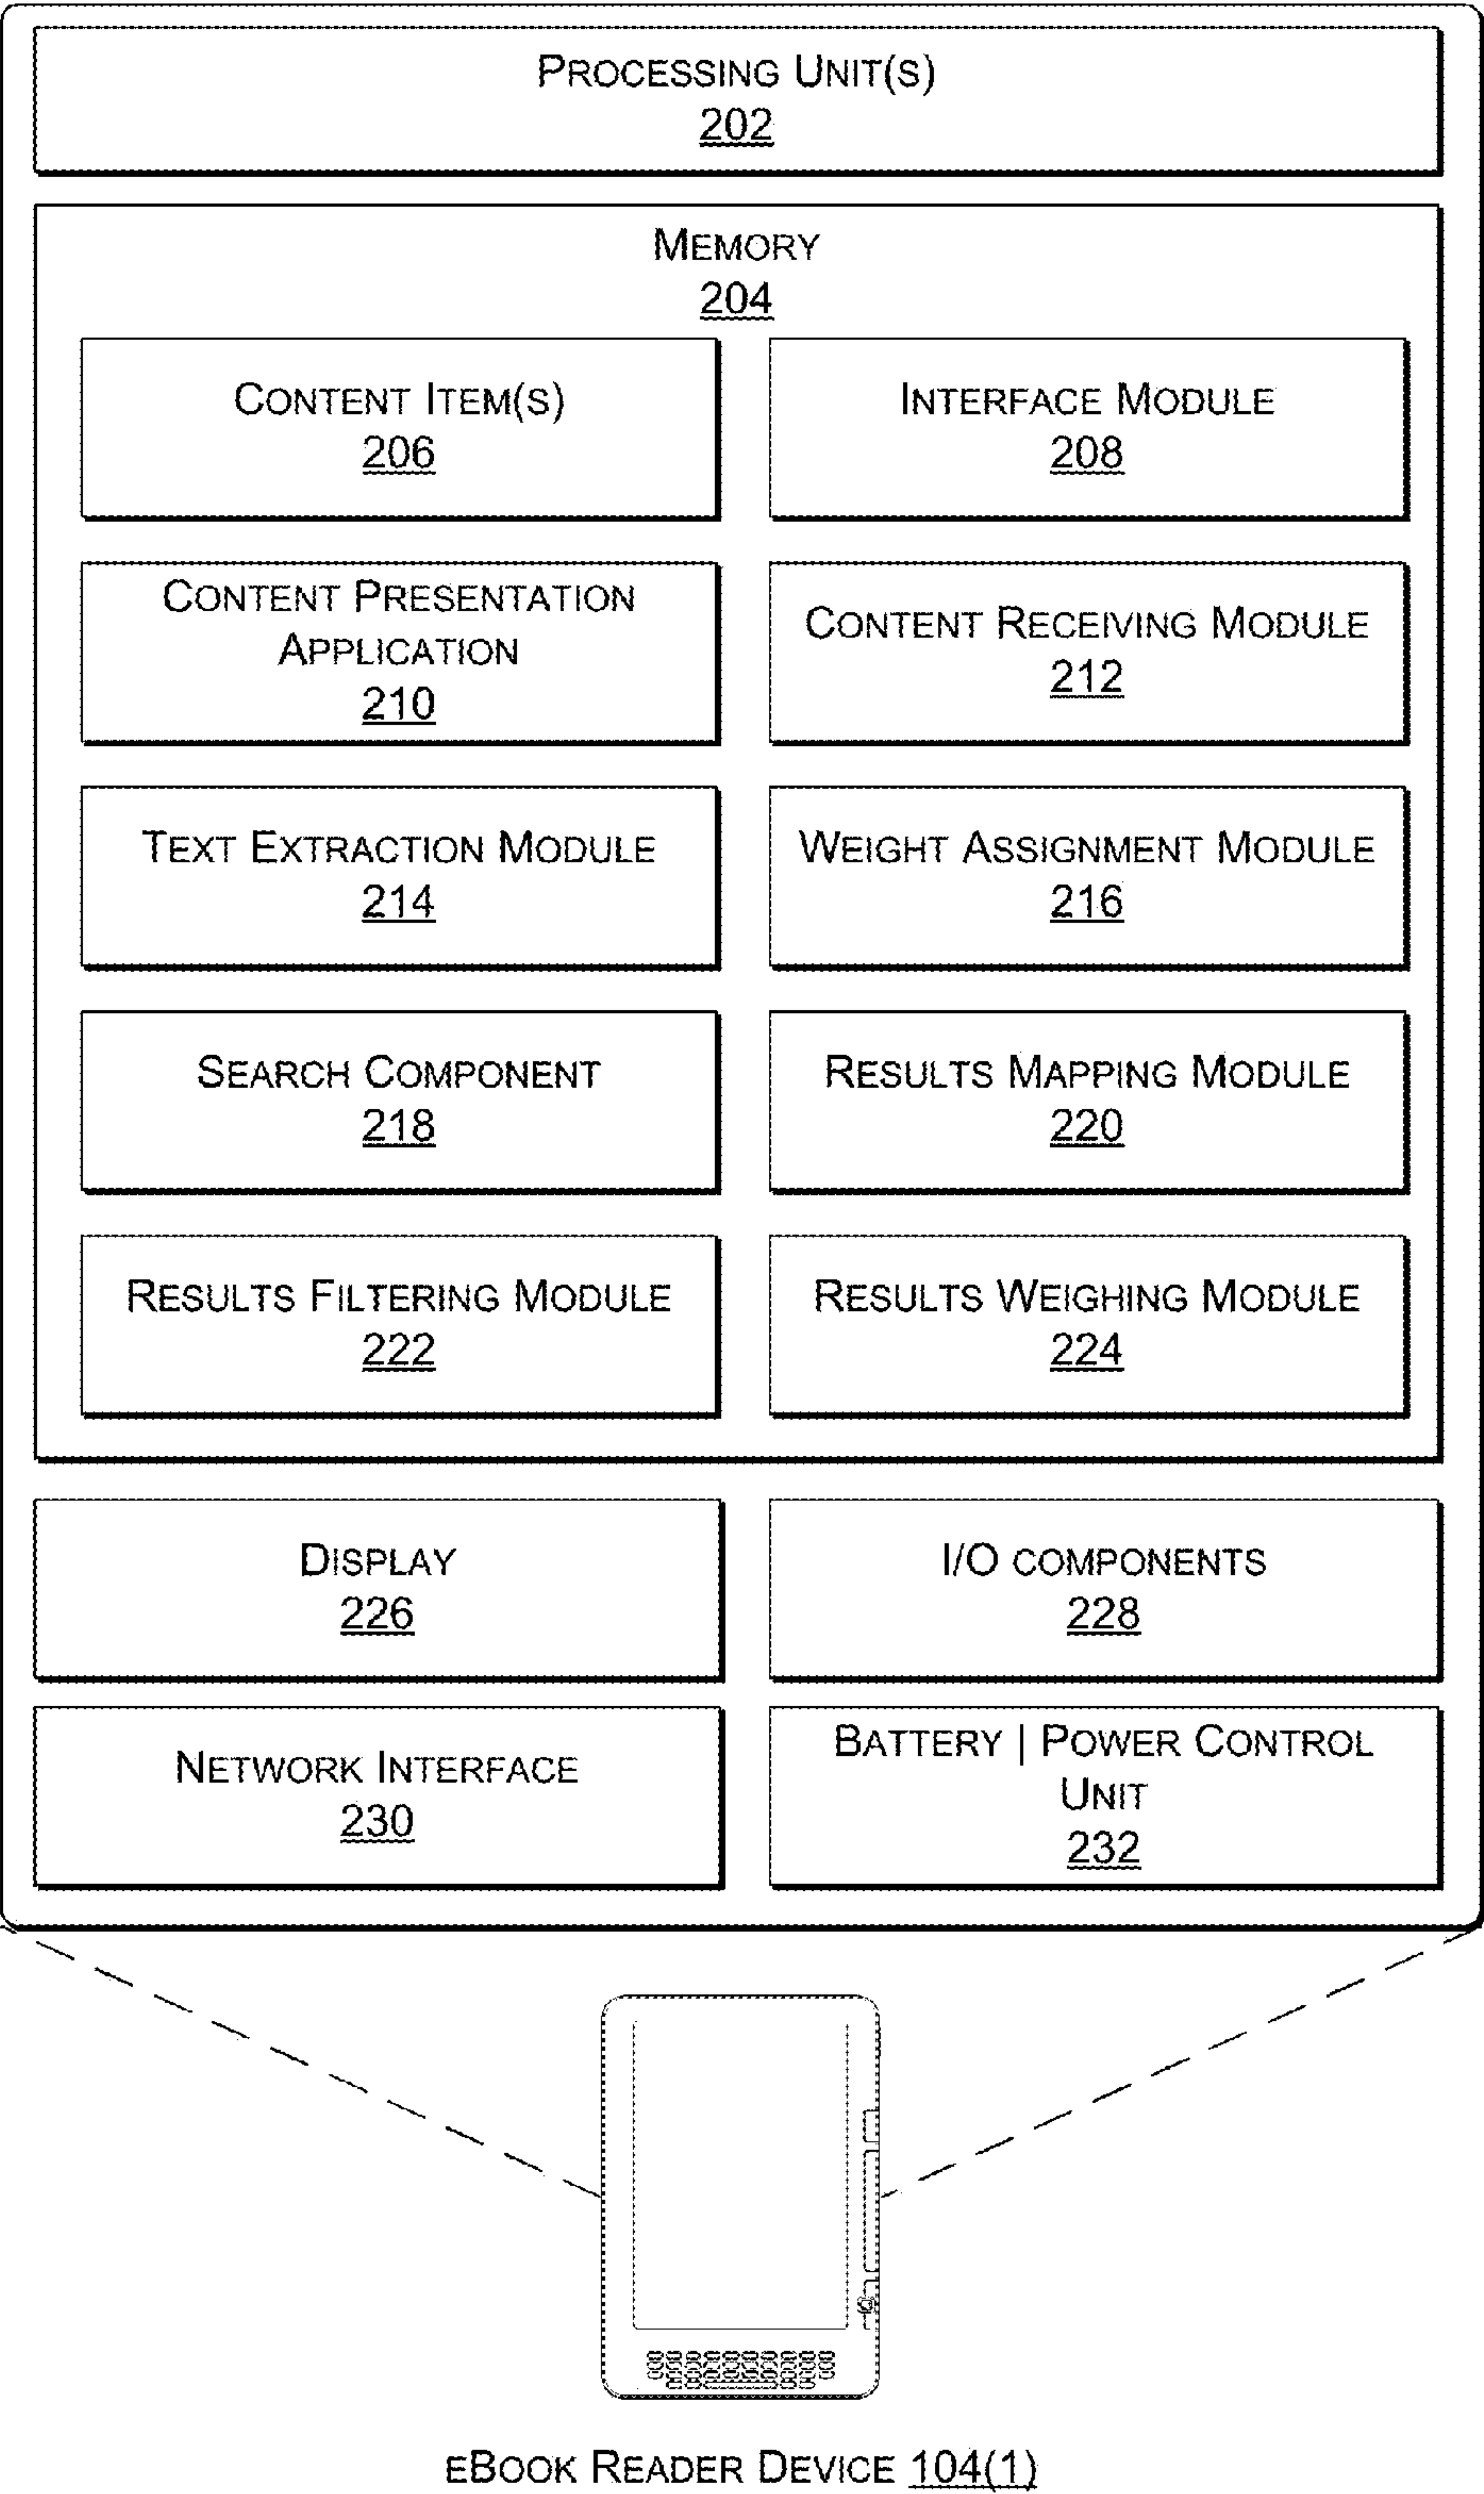 PROCESSING UNIT(S)
202
MEMORY
204
CONTENT ITEM(S)
206
INTERFACE MODULE
208
CONTENT PRESENTATION
APPLICATION
210
CONTENT RECEIVING MODULE
212
TEXT EXTRACTION MODULE
214
WEIGHT ASSIGNMENT MODULE
216
SEARCH COMPONENT
218
RESULTS MAPPING MODULE
220
RESULTS FILTERING MODULE
222
RESULTS WEIGHING MODULE
224
DISPLAY
226
I/O COMPONENTS
228
NETWORK INTERFACE
230
BATTERY | POWER CONTROL
UNIT
232
EBOOK READER DEVICE 104(1)